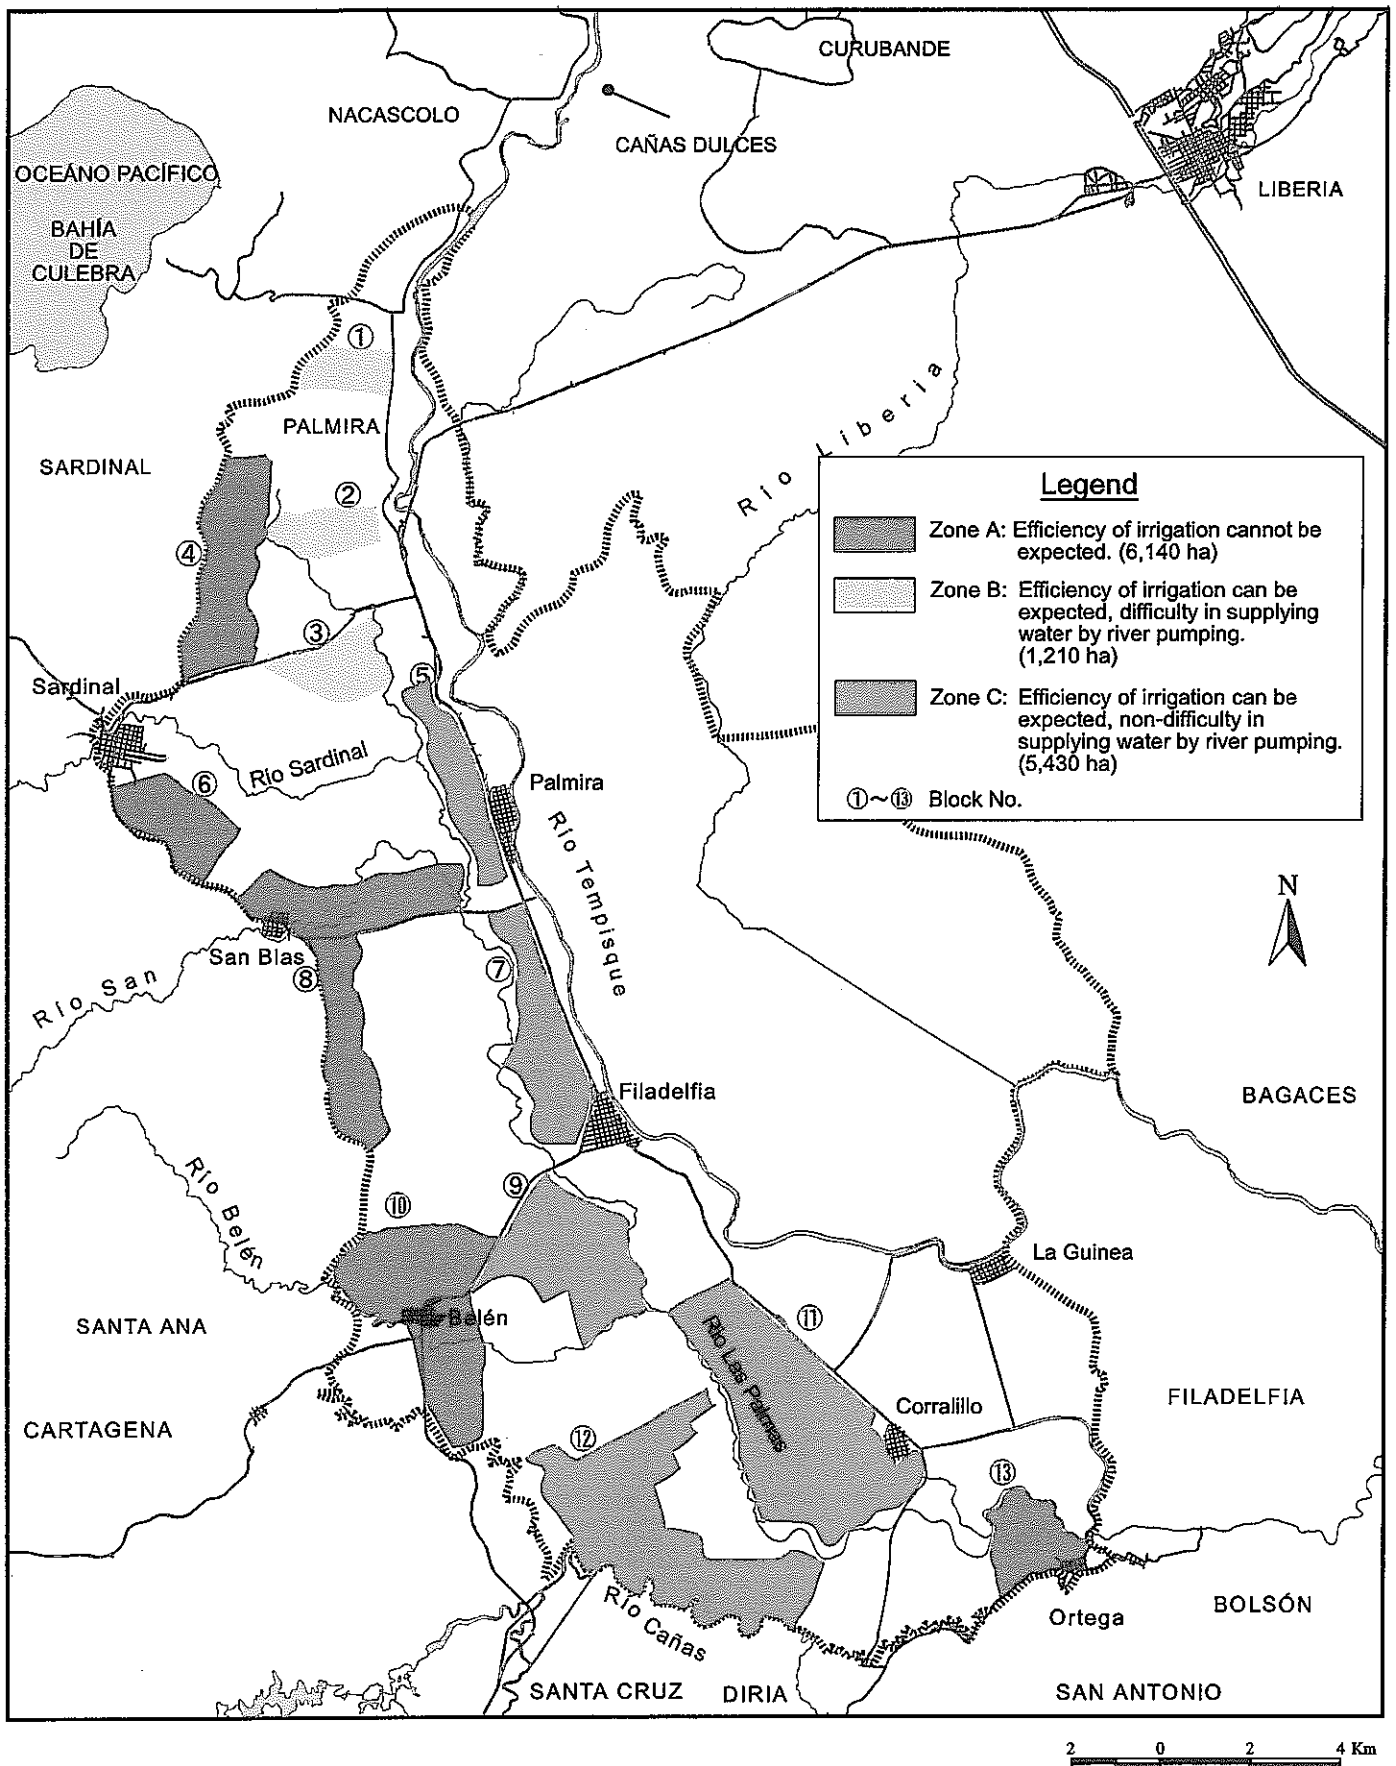 CURUBANDE
NACASCOLO
CAÑAS DULCES
OCEÁNO PACÍFICO
LIBERIA
BAHÍA
DE
CULEBRA
①
PALMIRA
SARDINAL
Río Liberia
②
④
③
⑤
Legend
Zone A: Efficiency of irrigation cannot be
expected. (6,140 ha)
Zone B: Efficiency of irrigation can be
expected, difficulty in supplying
water by river pumping.
(1,210 ha)
Zone C: Efficiency of irrigation can be
expected, non-difficulty in
supplying water by river pumping.
(5,430 ha)
①~⑬ Block No.
Sardinal
Río Sardinal
⑥
Palmira
Río Tempisque
N
San Blas
Río San
⑧
⑦
Filadelfia
BAGACES
Río Belén
⑨
⑩
La Guinea
SANTA ANA
Belén
⑪
Río Las Palmas
CARTAGENA
Corralillo
FILADELFIA
⑫
⑬
Río Cañas
Ortega
BOLSÓN
SANTA CRUZ
DIRIA
SAN ANTONIO
2 0 2 4 Km